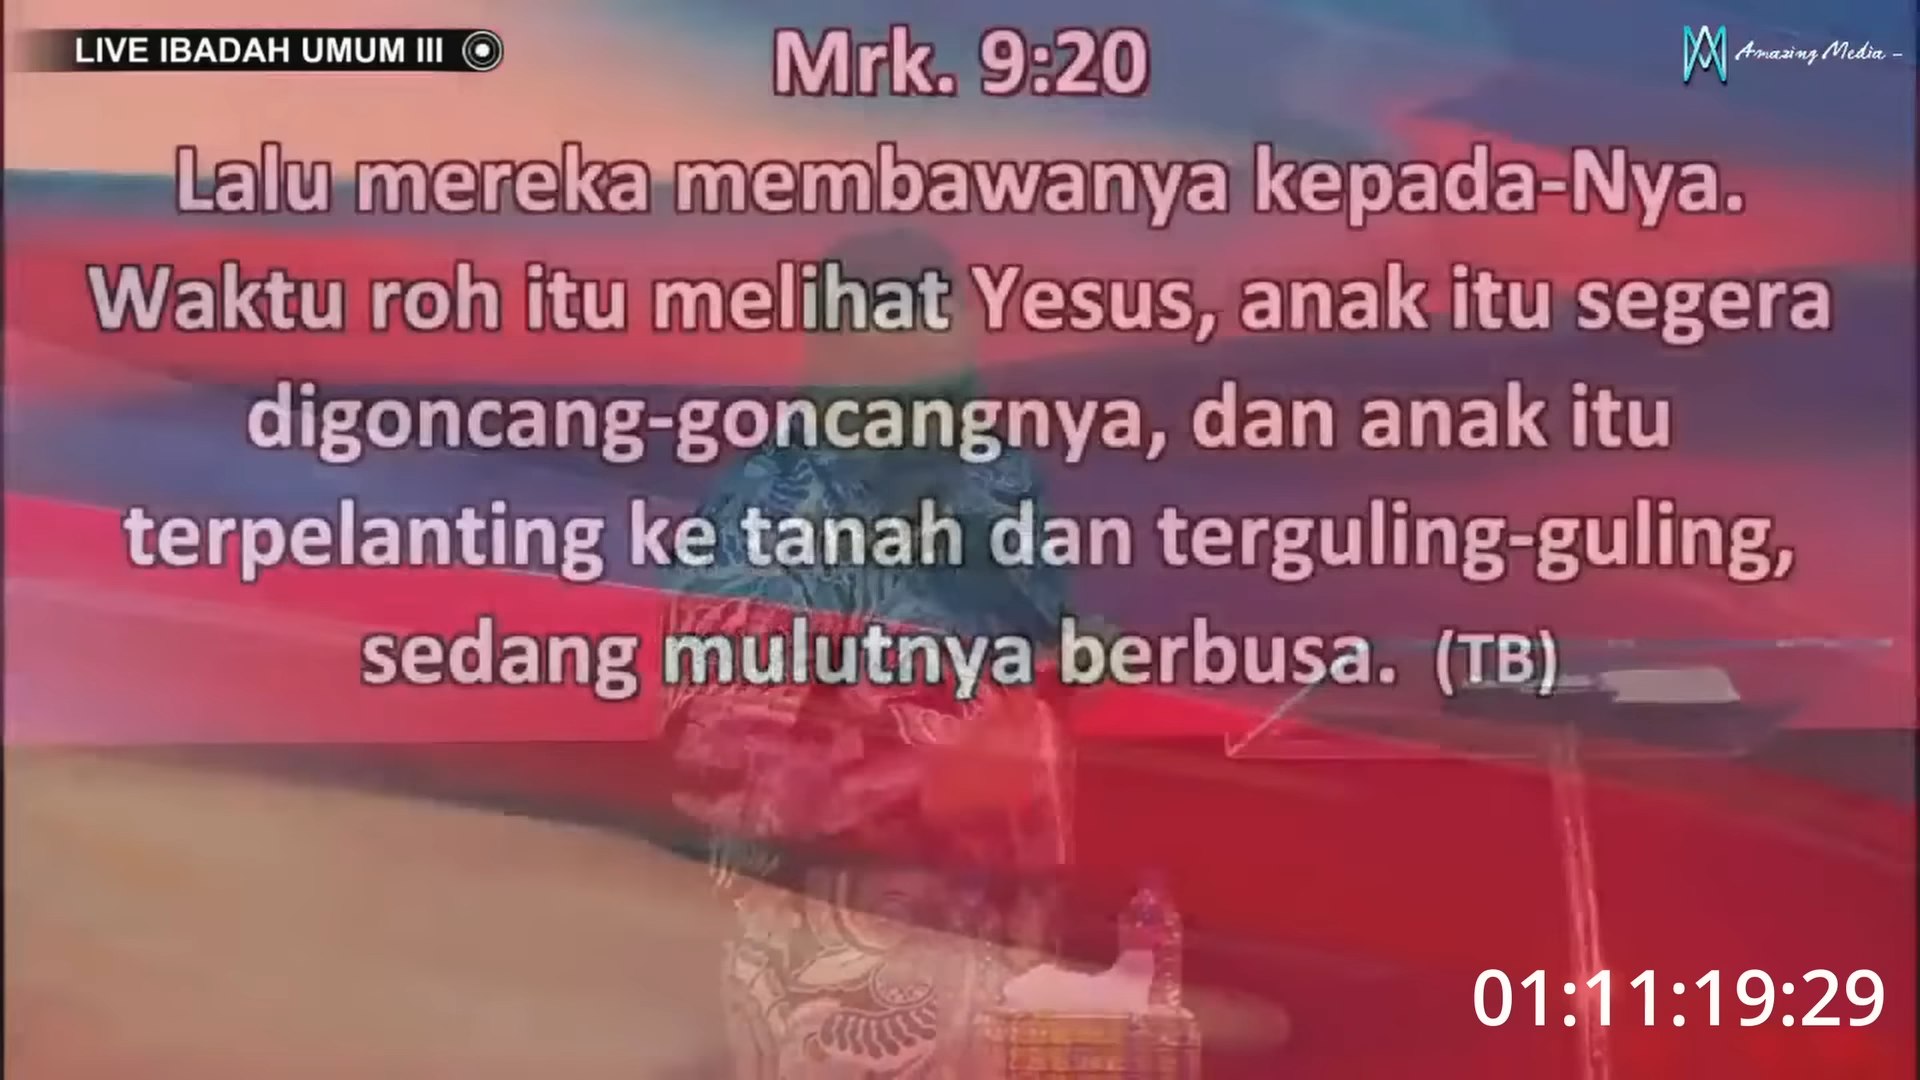 LIVE IBADAH UMUM III
Mrk. 9:20
Amazing Media -
Lalu mereka membawanya kepada-Nya.
Waktu roh itu melihat Yesus, anak itu segera
digoncang-goncangnya, dan anak itu
terpelanting ke tanah dan terguling-guling,
sedang mulutnya berbusa. (TB)
01:11:19:29